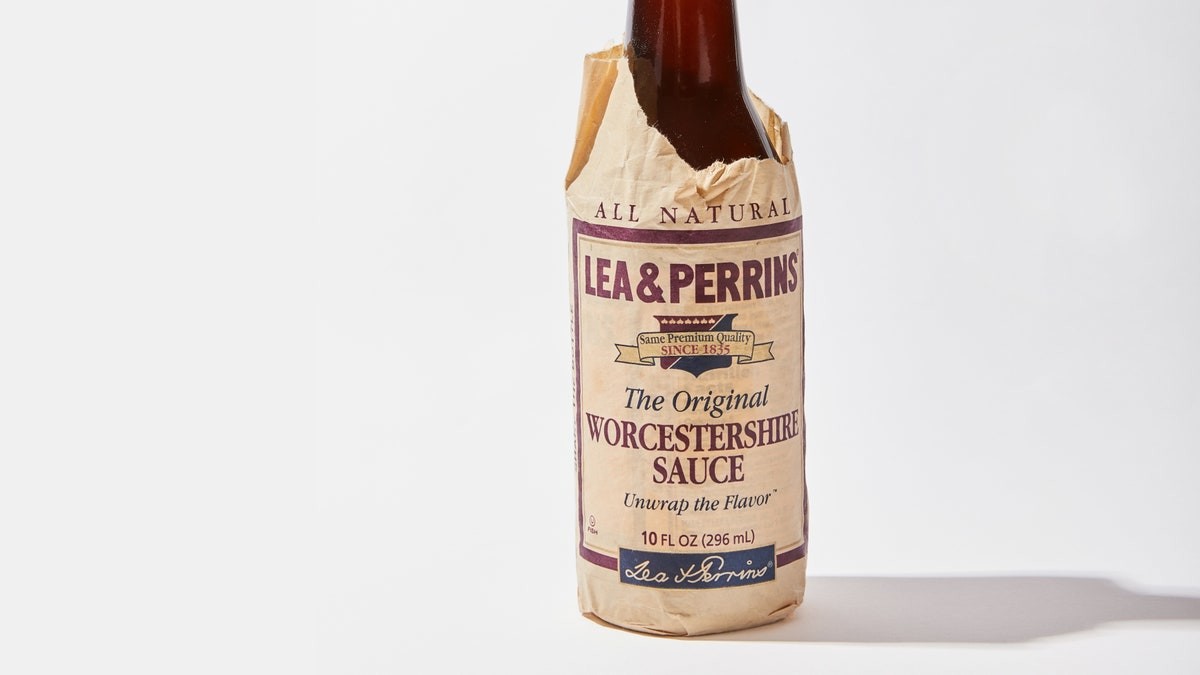 ALL NATURAL
LEA & PERRINS
Same Premium Quality
SINCE 1835
The Original
WORCESTERSHIRE
SAUCE
Unwrap the Flavor™
U
FISH
10 FL OZ (296 mL)
Lea & Perrins®